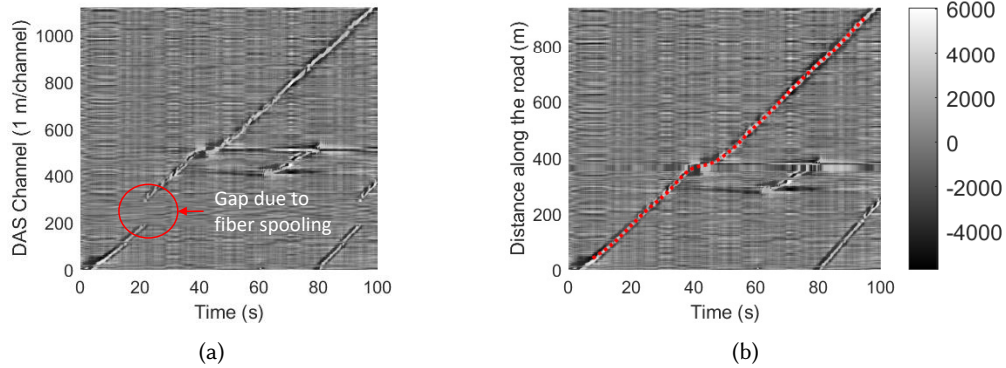 DAS Channel (1 m/channel)
1000
800
600
400
200
0
Gap due to
fiber spooling
0 20 40 60 80 100
Time (s)
(a)
Distance along the road (m)
800
600
400
200
0
0 20 40 60 80 100
Time (s)
(b)
6000
4000
2000
0
-2000
-4000